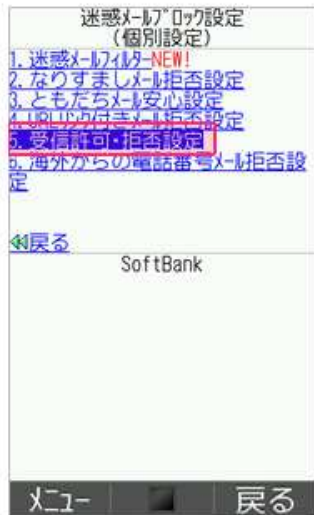 迷惑ﾒｰﾙﾌﾞﾛｯｸ設定
(個別設定)
1. 迷惑ﾒｰﾙﾌｨﾙﾀｰNEW!
2. なりすましﾒｰﾙ拒否設定
3. ともだちﾒｰﾙ安心設定
4. URLﾘﾝｸ付きﾒｰﾙ拒否設定
5. 受信許可･拒否設定
6. 海外からの電話番号ﾒｰﾙ拒否設
定
戻る
SoftBank
ﾒﾆｭｰ
戻る